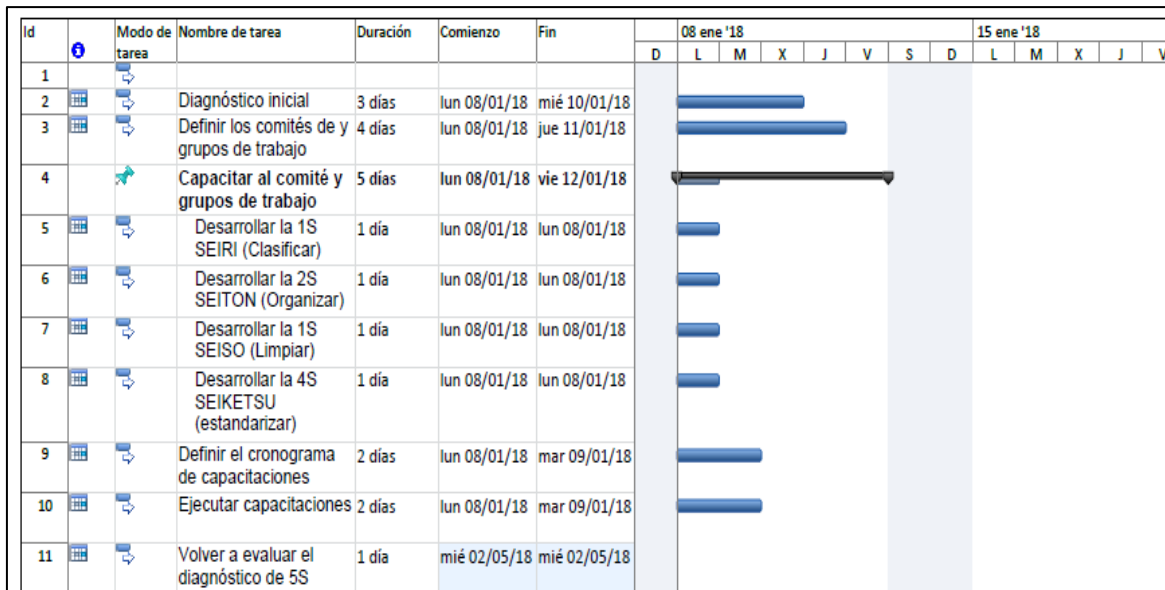 Id Modo de tarea Nombre de tarea Duración Comienzo Fin
08 ene '18 15 ene '18
D L M X J V S D L M X J V
1
2 Diagnóstico inicial 3 días lun 08/01/18 mié 10/01/18
3 Definir los comités de y 4 días lun 08/01/18 jue 11/01/18
grupos de trabajo
4 Capacitar al comité y 5 días lun 08/01/18 vie 12/01/18
grupos de trabajo
5 Desarrollar la 1S 1 día lun 08/01/18 lun 08/01/18
SEIRI (Clasificar)
6 Desarrollar la 2S 1 día lun 08/01/18 lun 08/01/18
SEITON (Organizar)
7 Desarrollar la 1S 1 día lun 08/01/18 lun 08/01/18
SEISO (Limpiar)
8 Desarrollar la 4S 1 día lun 08/01/18 lun 08/01/18
SEIKETSU
(estandarizar)
9 Definir el cronograma 2 días lun 08/01/18 mar 09/01/18
de capacitaciones
10 Ejecutar capacitaciones 2 días lun 08/01/18 mar 09/01/18
11 Volver a evaluar el 1 día mié 02/05/18 mié 02/05/18
diagnóstico de 5S